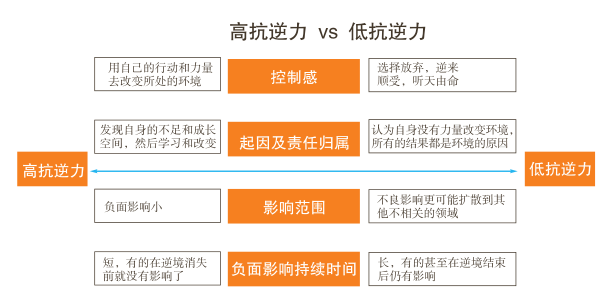 高抗逆力 vs 低抗逆力
用自己的行动和力量
去改变所处的环境
控制感
选择放弃，逆来
顺受，听天由命
发现自身的不足和成长
空间，然后学习和改变
起因及责任归属
认为自身没有力量改变环境，
所有的结果都是环境的原因
高抗逆力
低抗逆力
负面影响小
影响范围
不良影响更可能扩散到其
他不相关的领域
短，有的在逆境消失
前就没有影响了
负面影响持续时间
长，有的甚至在逆境结束
后仍有影响